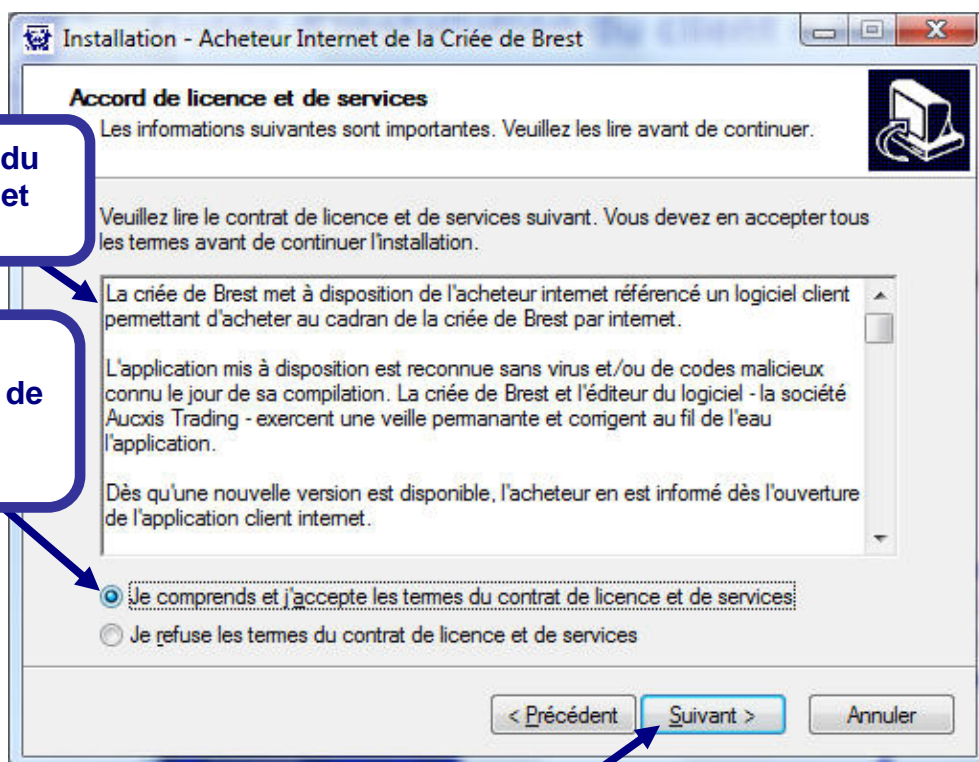 Installation - Acheteur Internet de la Criée de Brest
Accord de licence et de services
Les informations suivantes sont importantes. Veuillez les lire avant de continuer.
du
et
Veuillez lire le contrat de licence et de services suivant. Vous devez en accepter tous
les termes avant de continuer l'installation.
La criée de Brest met à disposition de l'acheteur internet référencé un logiciel client
permettant d'acheter au cadran de la criée de Brest par internet.
de
L'application mis à disposition est reconnue sans virus et/ou de codes malicieux
connu le jour de sa compilation. La criée de Brest et l'éditeur du logiciel - la société
Aucxis Trading - exercent une veille permanante et corrigent au fil de l'eau
l'application.
Dès qu'une nouvelle version est disponible, l'acheteur en est informé dès l'ouverture
de l'application client internet.
Je comprends et j'accepte les termes du contrat de licence et de services
Je refuse les termes du contrat de licence et de services
< Précédent
Suivant >
Annuler